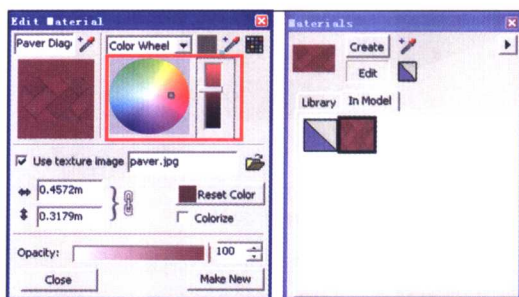 Edit Material
Paver Diag
Color Wheel
Use texture image
paver.jpg
0.4572m
0.3179m
Reset Color
Colorize
Opacity:
100
Close
Make New
Materials
Create
Edit
Library
In Model